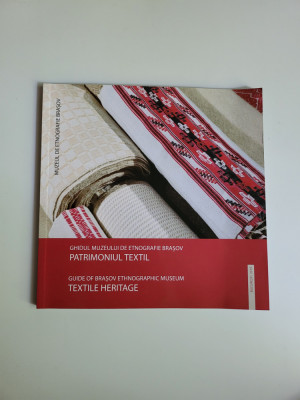 MUZEUL DE ETNOGRAFIE BRAȘOV
GHIDUL MUZEULUI DE ETNOGRAFIE BRAȘOV
PATRIMONIUL TEXTIL
GUIDE OF BRAȘOV ETHNOGRAPHIC MUSEUM
TEXTILE HERITAGE